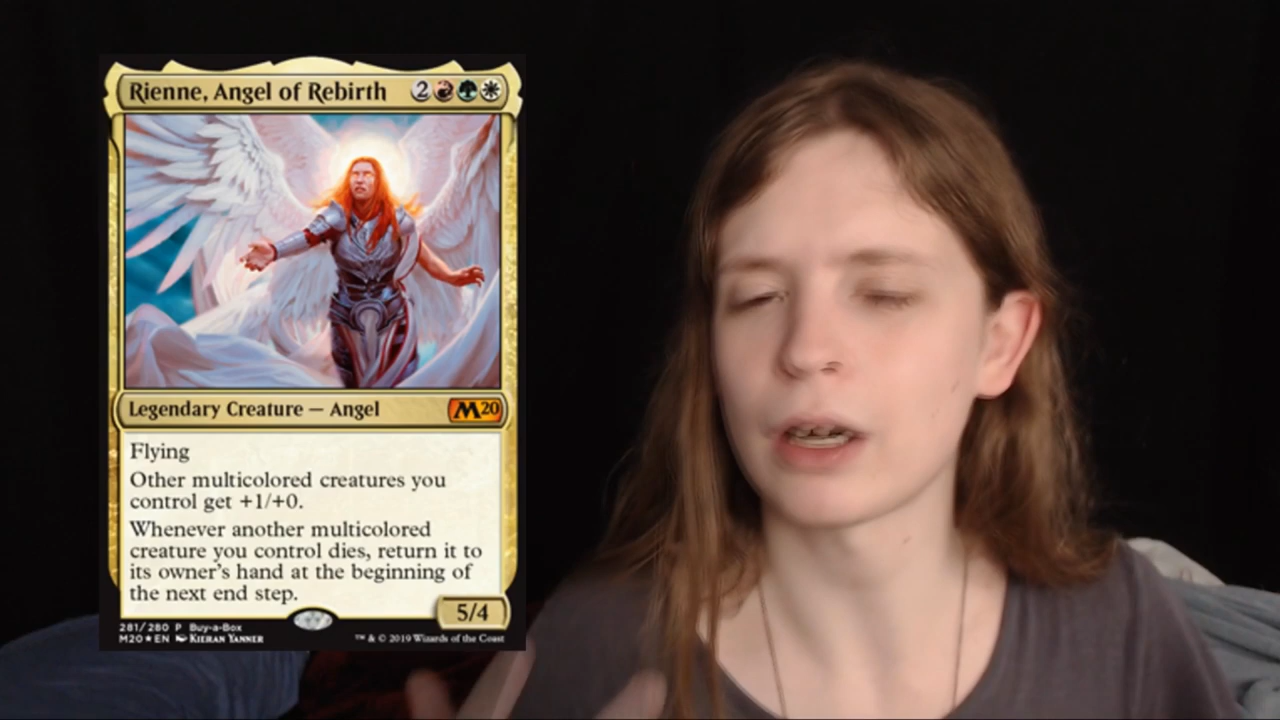 Rienne, Angel of Rebirth 2
Legendary Creature — Angel M20
Flying
Other multicolored creatures you
control get +1/+0.
Whenever another multicolored
creature you control dies, return it to
its owner's hand at the beginning of
the next end step.
5/4
281/280 P Buy-a-Box
M20★EN KIERAN YANNER ™ & © 2019 Wizards of the Coast